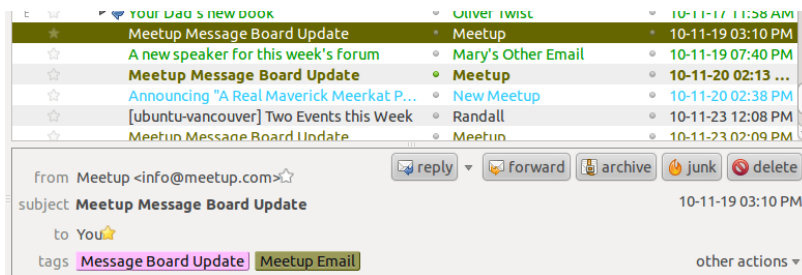 E Your Dad's new book Oliver Twist 10-11-17 11:58 AM
Meetup Message Board Update Meetup 10-11-19 03:10 PM
A new speaker for this week's forum Mary's Other Email 10-11-19 07:40 PM
Meetup Message Board Update Meetup 10-11-20 02:13 ...
Announcing "A Real Maverick Meerkat P... New Meetup 10-11-20 02:38 PM
[ubuntu-vancouver] Two Events this Week Randall 10-11-23 12:08 PM
Meetup Message Board Update Meetup 10-11-23 02:09 PM
reply forward archive junk delete
from Meetup <info@meetup.com>
subject Meetup Message Board Update 10-11-19 03:10 PM
to You
tags Message Board Update Meetup Email other actions